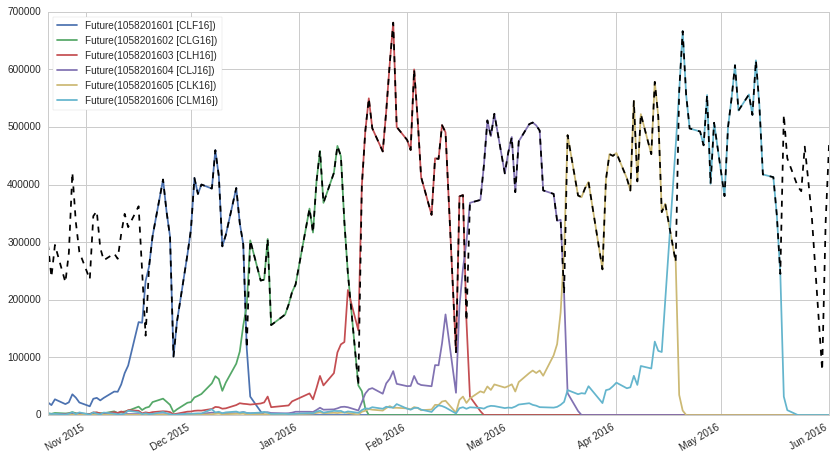 700000
600000
500000
400000
300000
200000
100000
0
Future(1058201601 [CLF16])
Future(1058201602 [CLG16])
Future(1058201603 [CLH16])
Future(1058201604 [CLJ16])
Future(1058201605 [CLK16])
Future(1058201606 [CLM16])
Nov 2015
Dec 2015
Jan 2016
Feb 2016
Mar 2016
Apr 2016
May 2016
Jun 2016